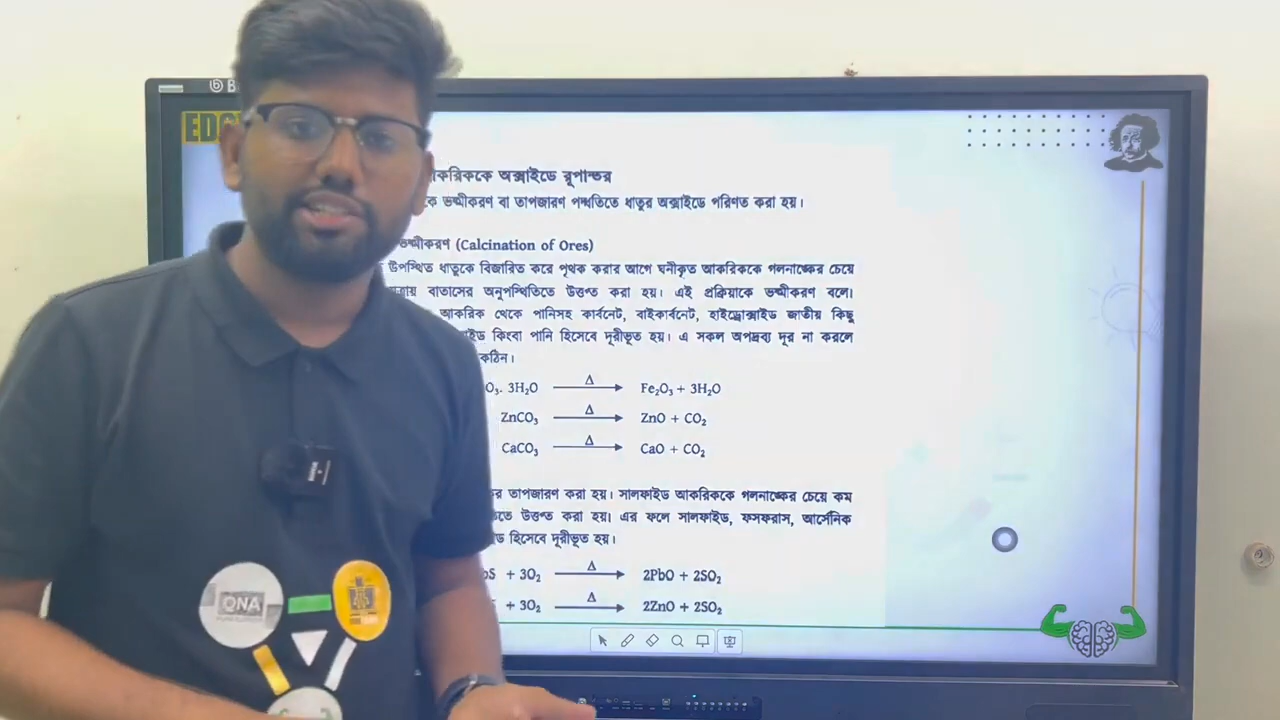 আকরিককে অক্সাইডে রূপান্তর
কে ভস্মীকরণ বা তাপজারণ পদ্ধতিতে ধাতুর অক্সাইডে পরিণত করা হয়।
ভস্মীকরণ (Calcination of Ores)
উপস্থিত ধাতুকে বিজারিত করে পৃথক করার আগে ঘনীকৃত আকরিককে গলনাঙ্কের চেয়ে
বাতাসের অনুপস্থিতিতে উত্তপ্ত করা হয়। এই প্রক্রিয়াকে ভস্মীকরণ বলে।
আকরিক থেকে পানিসহ কার্বনেট, বাইকার্বনেট, হাইড্রোক্সাইড জাতীয় কিছু
কিংবা পানি হিসেবে দূরীভূত হয়। এ সকল অপদ্রব্য দূর না করলে
কঠিন।
O₃. 3H₂O Δ→ Fe₂O₃ + 3H₂O
ZnCO₃ Δ→ ZnO + CO₂
CaCO₃ Δ→ CaO + CO₂
তাপজারণ করা হয়। সালফাইড আকরিককে গলনাঙ্কের চেয়ে কম
উত্তপ্ত করা হয়। এর ফলে সালফাইড, ফসফরাস, আর্সেনিক
হিসেবে দূরীভূত হয়।
bS + 3O₂ Δ→ 2PbO + 2SO₂
+ 3O₂ Δ→ 2ZnO + 2SO₂
QNA